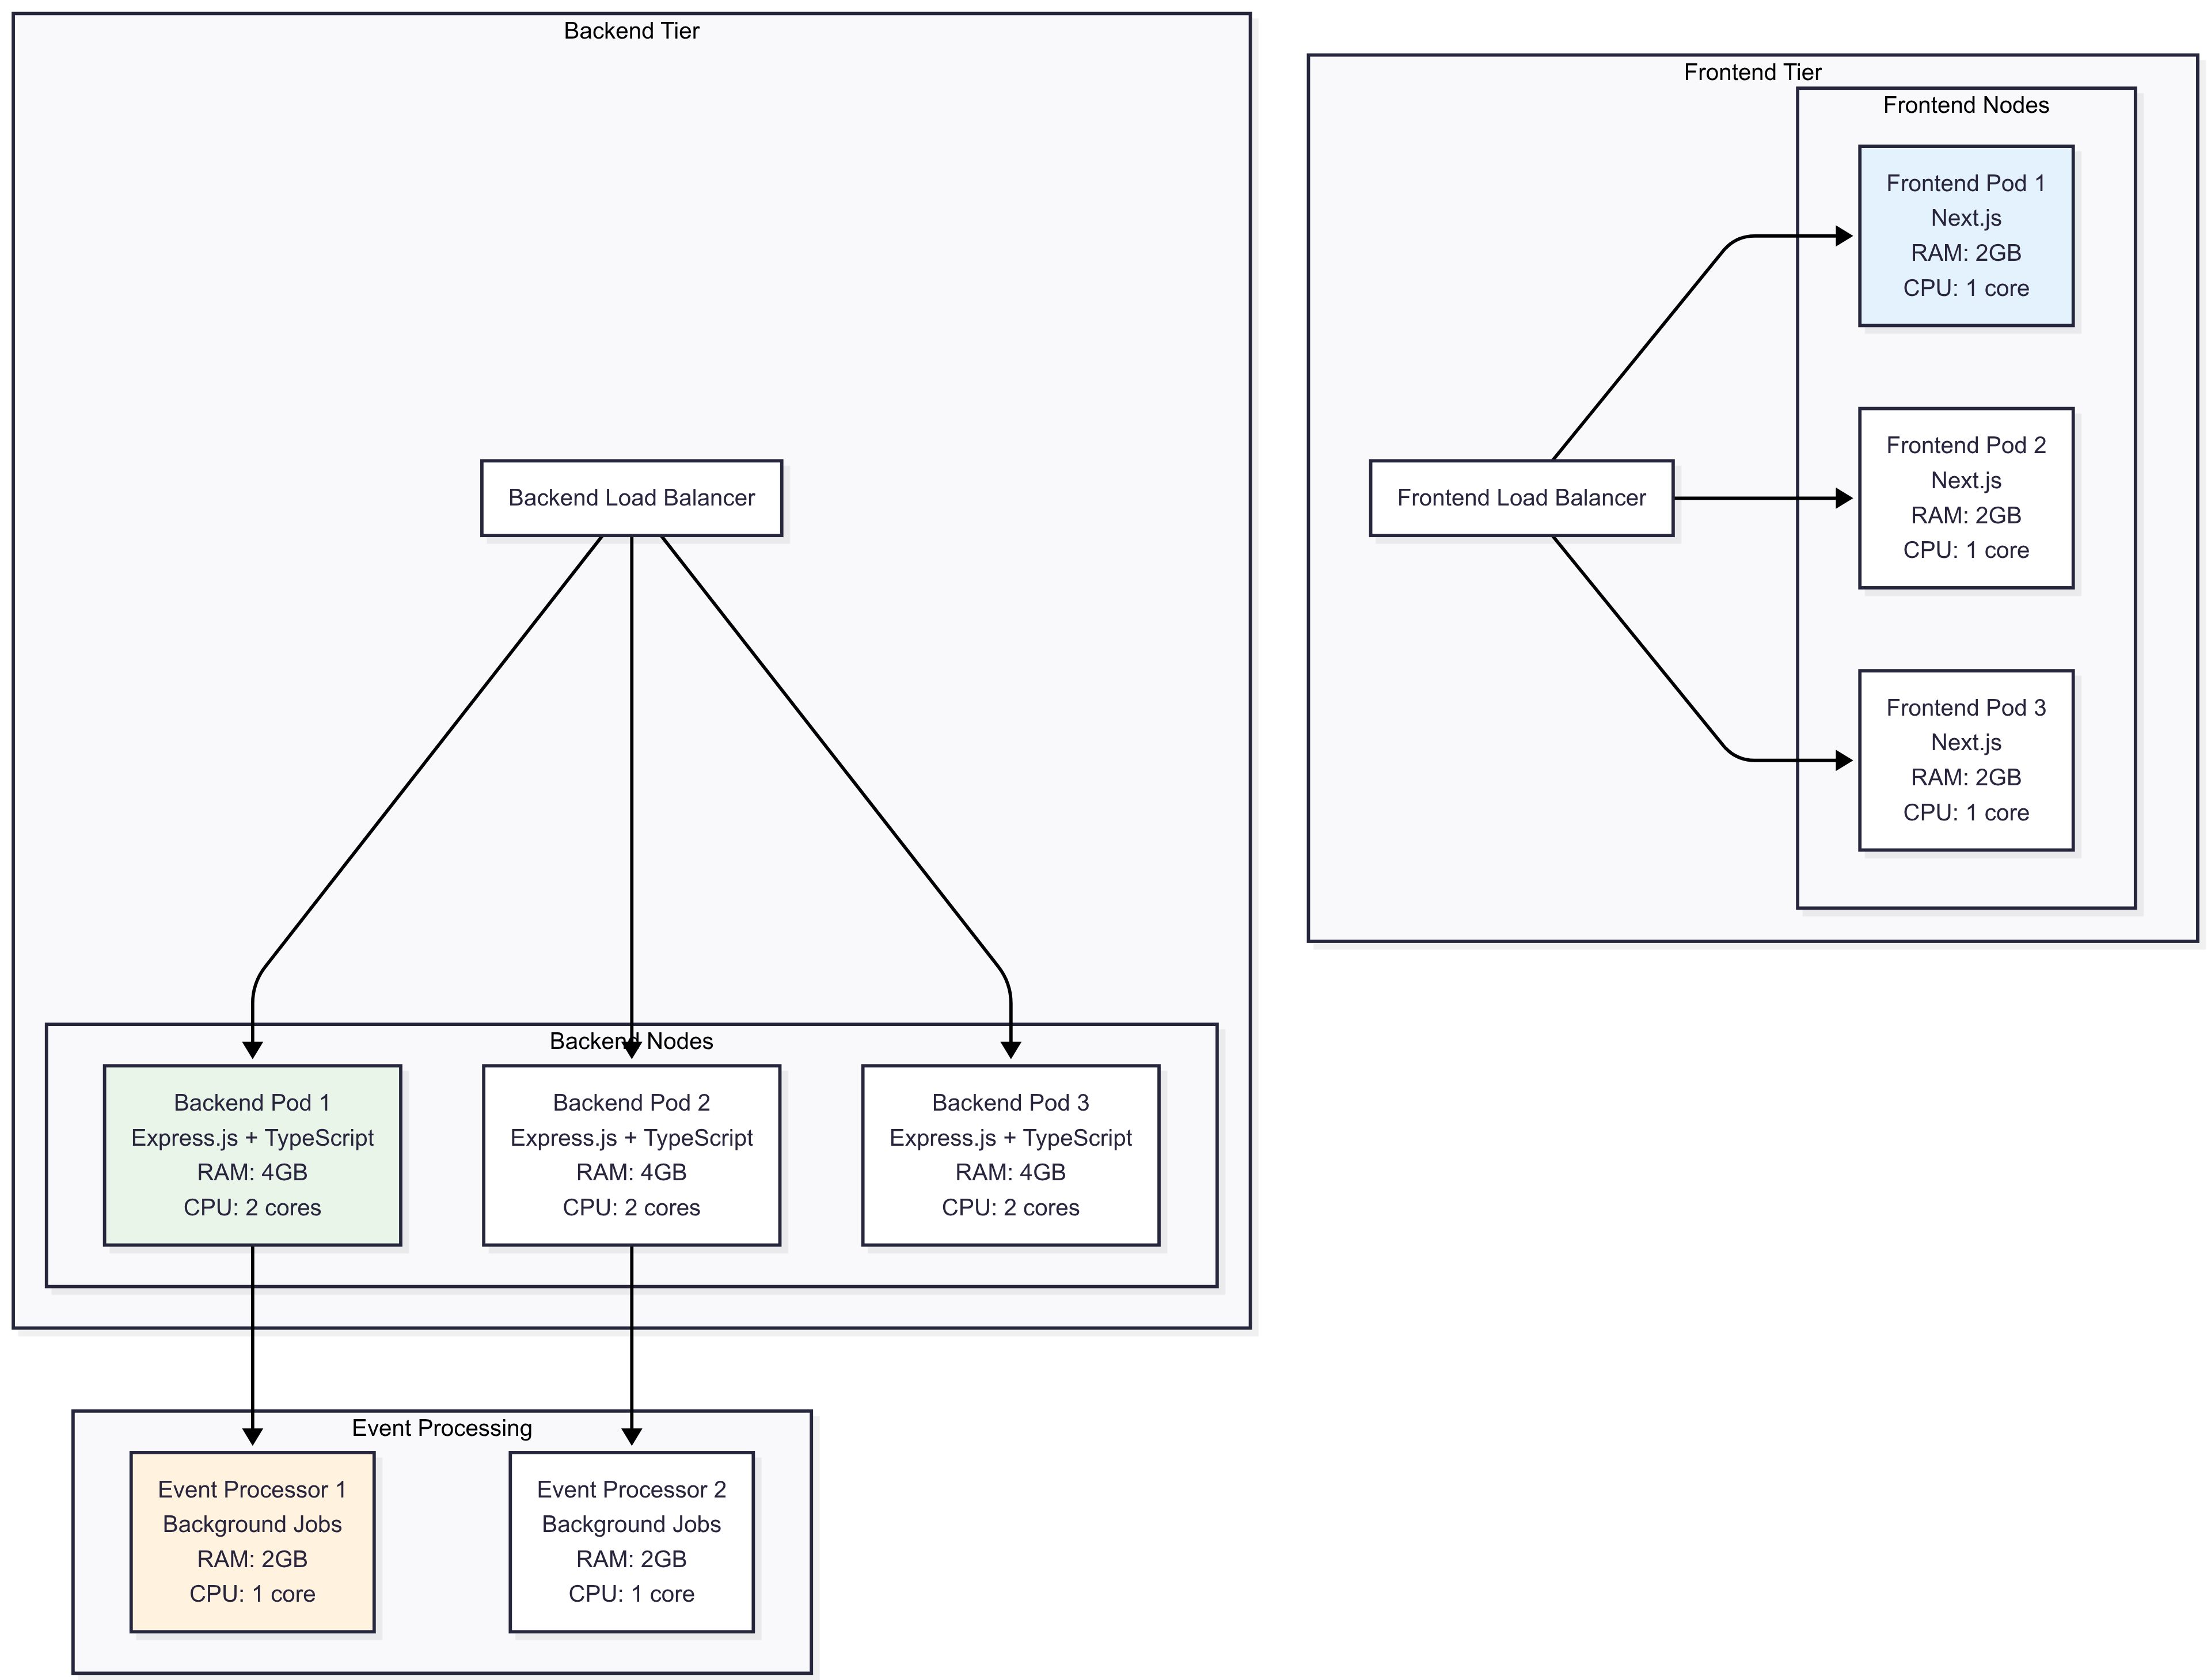 Backend Tier
Backend Load Balancer
Backend Nodes
Backend Pod 1
Express.js + TypeScript
RAM: 4GB
CPU: 2 cores
Backend Pod 2
Express.js + TypeScript
RAM: 4GB
CPU: 2 cores
Backend Pod 3
Express.js + TypeScript
RAM: 4GB
CPU: 2 cores
Event Processing
Event Processor 1
Background Jobs
RAM: 2GB
CPU: 1 core
Event Processor 2
Background Jobs
RAM: 2GB
CPU: 1 core
Frontend Tier
Frontend Load Balancer
Frontend Nodes
Frontend Pod 1
Next.js
RAM: 2GB
CPU: 1 core
Frontend Pod 2
Next.js
RAM: 2GB
CPU: 1 core
Frontend Pod 3
Next.js
RAM: 2GB
CPU: 1 core